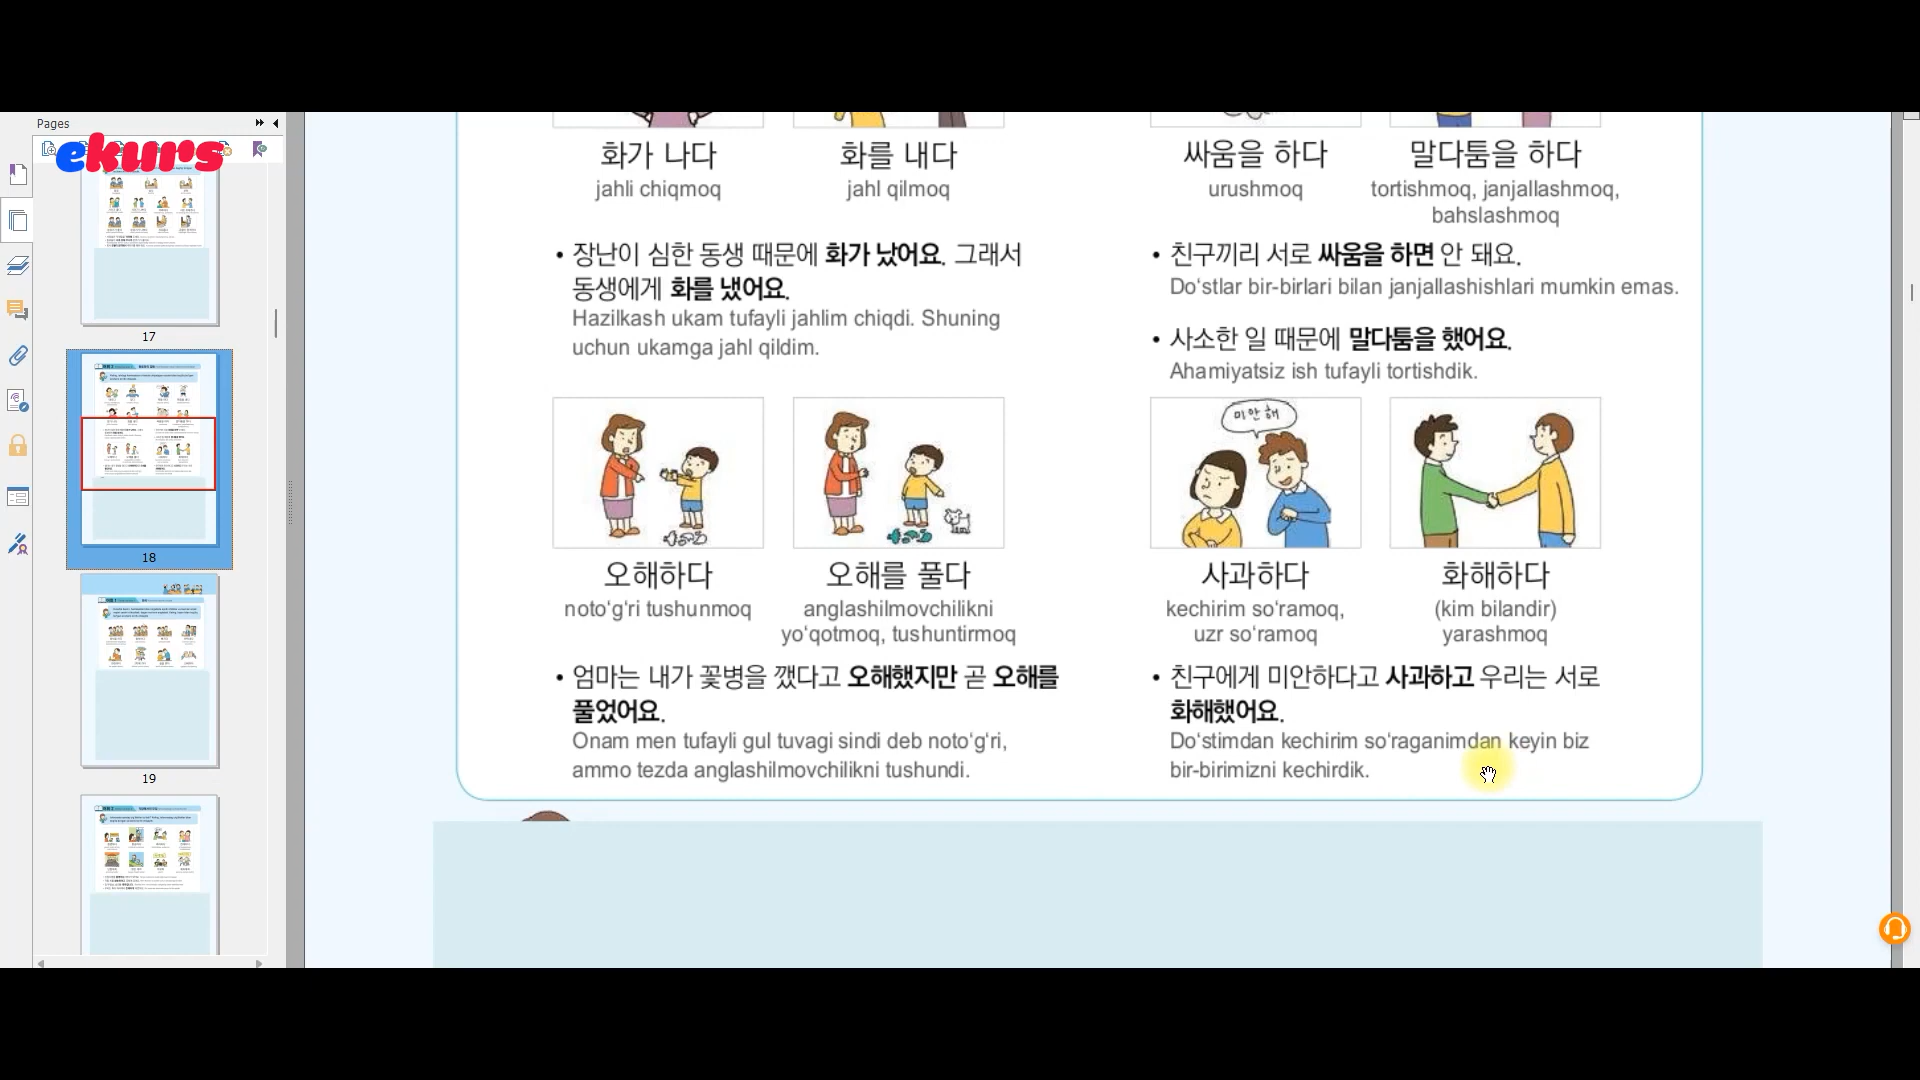 Pages
ekurs
17
18
19
화가 나다
jahli chiqmoq
화를 내다
jahl qilmoq
• 장난이 심한 동생 때문에 화가 났어요. 그래서
동생에게 화를 냈어요.
Hazilkash ukam tufayli jahlim chiqdi. Shuning
uchun ukamga jahl qildim.
싸움을 하다
urushmoq
말다툼을 하다
tortishmoq, janjallashmoq,
bahslashmoq
• 친구끼리 서로 싸움을 하면 안 돼요.
Do‘stlar bir-birlari bilan janjallashishlari mumkin emas.
• 사소한 일 때문에 말다툼을 했어요.
Ahamiyatsiz ish tufayli tortishdik.
오해하다
noto‘g‘ri tushunmoq
오해를 풀다
anglashilmovchilikni
yo‘qotmoq, tushuntirmoq
• 엄마는 내가 꽃병을 깼다고 오해했지만 곧 오해를
풀었어요.
Onam men tufayli gul tuvagi sindi deb noto‘g‘ri,
ammo tezda anglashilmovchilikni tushundi.
미안해
사과하다
kechirim so‘ramoq,
uzr so‘ramoq
화해하다
(kim bilandir)
yarashmoq
• 친구에게 미안하다고 사과하고 우리는 서로
화해했어요.
Do‘stimdan kechirim so‘raganimdan keyin biz
bir-birimizni kechirdik.